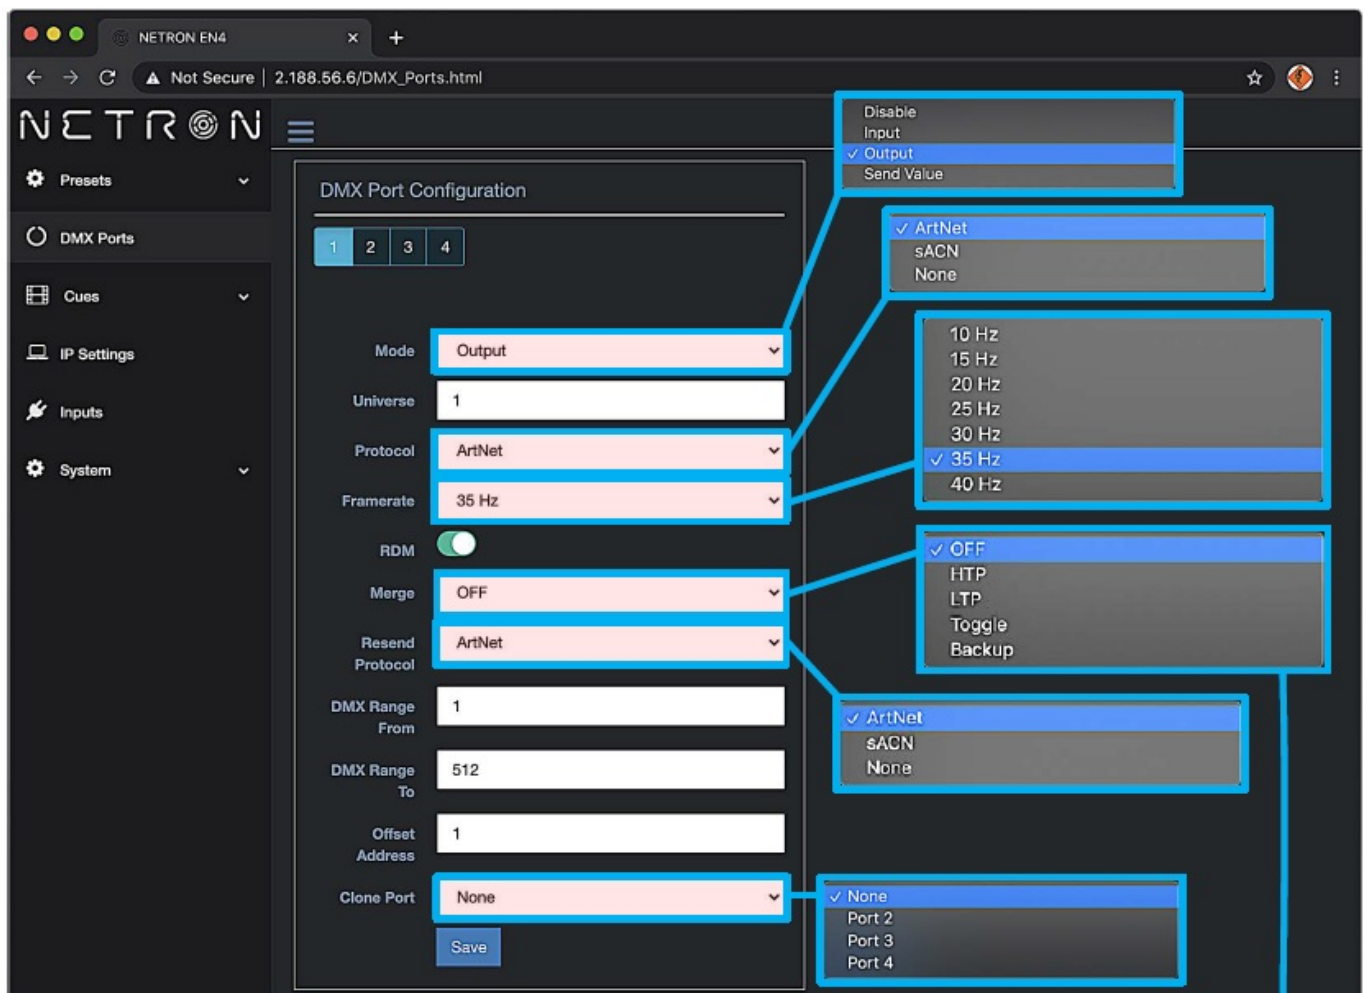 NETRON EN4
Not Secure | 2.188.56.6/DMX_Ports.html
NETRON
Presets
DMX Ports
Cues
IP Settings
Inputs
System
DMX Port Configuration
1 2 3 4
Mode Output
Universe 1
Protocol ArtNet
Framerate 35 Hz
RDM
Merge OFF
Resend ArtNet
Protocol
DMX Range 1
From
DMX Range 512
To
Offset 1
Address
Clone Port None
Save
Disable
Input
✓ Output
Send Value
✓ ArtNet
sACN
None
10 Hz
15 Hz
20 Hz
25 Hz
30 Hz
✓ 35 Hz
40 Hz
✓ OFF
HTP
LTP
Toggle
Backup
✓ ArtNet
sACN
None
✓ None
Port 2
Port 3
Port 4